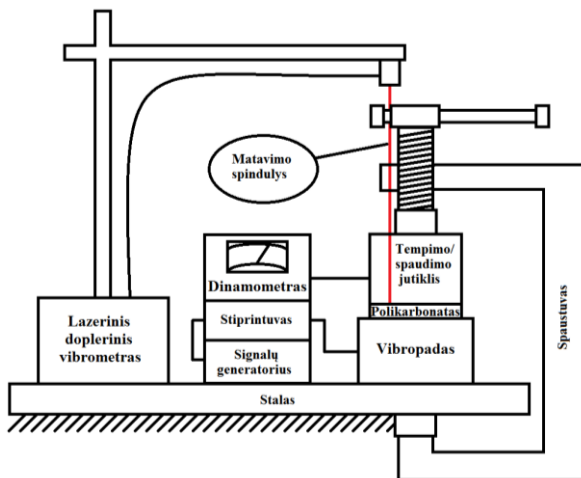 Matavimo
spindulys
Tempimo/
spaudimo
jutiklis
Dinamometras
Polikarbonatas
Lazerinis
doplerinis
vibrometras
Stiprintuvas
Vibropadas
Signalų
generatorius
Spaustuvas
Stalas